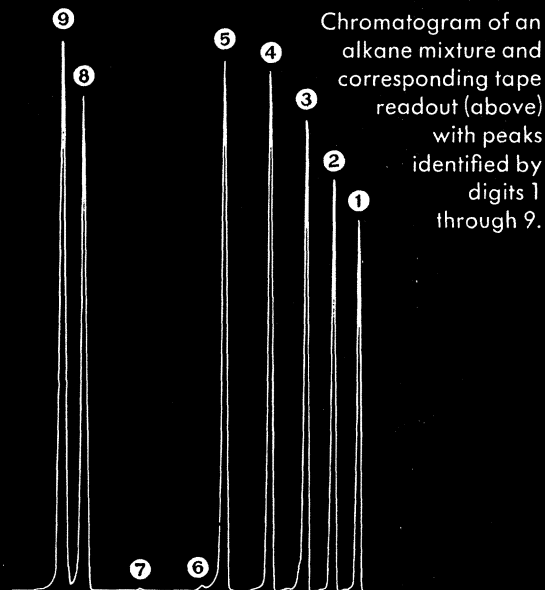 Chromatogram of an
alkane mixture and
corresponding tape
readout (above)
with peaks
identified by
digits 1
through 9.
9
8
5
4
3
2
1
7
6